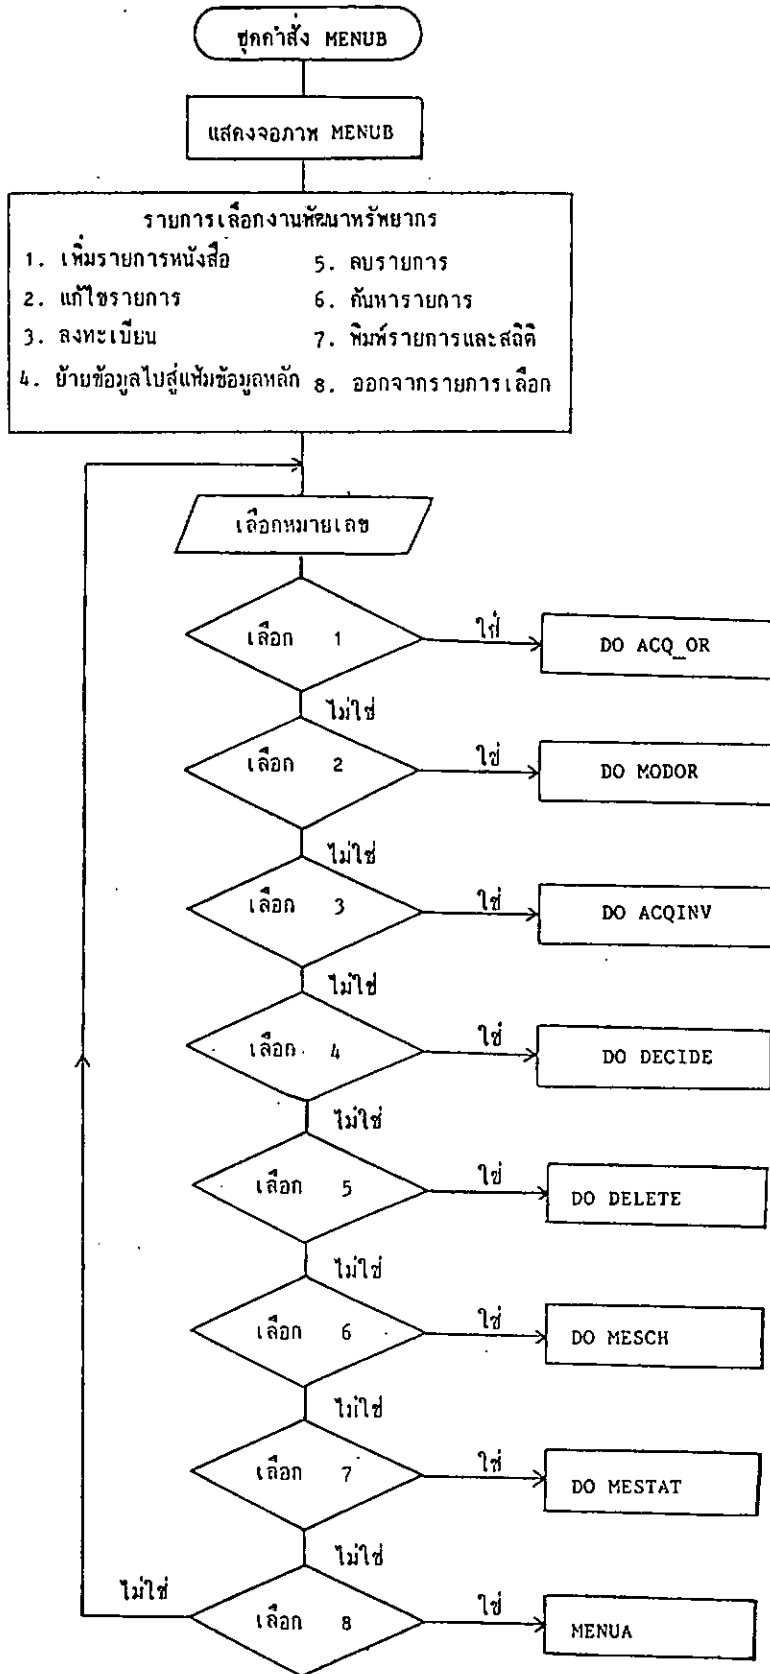 ชุดคำสั่ง MENUB
แสดงจอภาพ MENUB
รายการเลือกงานพัฒนาทรัพยากร
1. เพิ่มรายการหนังสือ
2. แก้ไขรายการ
3. ลงทะเบียน
4. ย้ายข้อมูลไปสู่แฟ้มข้อมูลหลัก
5. ลบรายการ
6. ค้นหารายการ
7. พิมพ์รายการและสถิติ
8. ออกจากรายการเลือก
เลือกหมายเลข
เลือก 1
ใช่
DO ACQ_OR
ไม่ใช่
เลือก 2
ใช่
DO MODOR
ไม่ใช่
เลือก 3
ใช่
DO ACQINV
ไม่ใช่
เลือก 4
ใช่
DO DECIDE
ไม่ใช่
เลือก 5
ใช่
DO DELETE
ไม่ใช่
เลือก 6
ใช่
DO MESCH
ไม่ใช่
เลือก 7
ใช่
DO MESTAT
ไม่ใช่
ไม่ใช่
เลือก 8
ใช่
MENUA